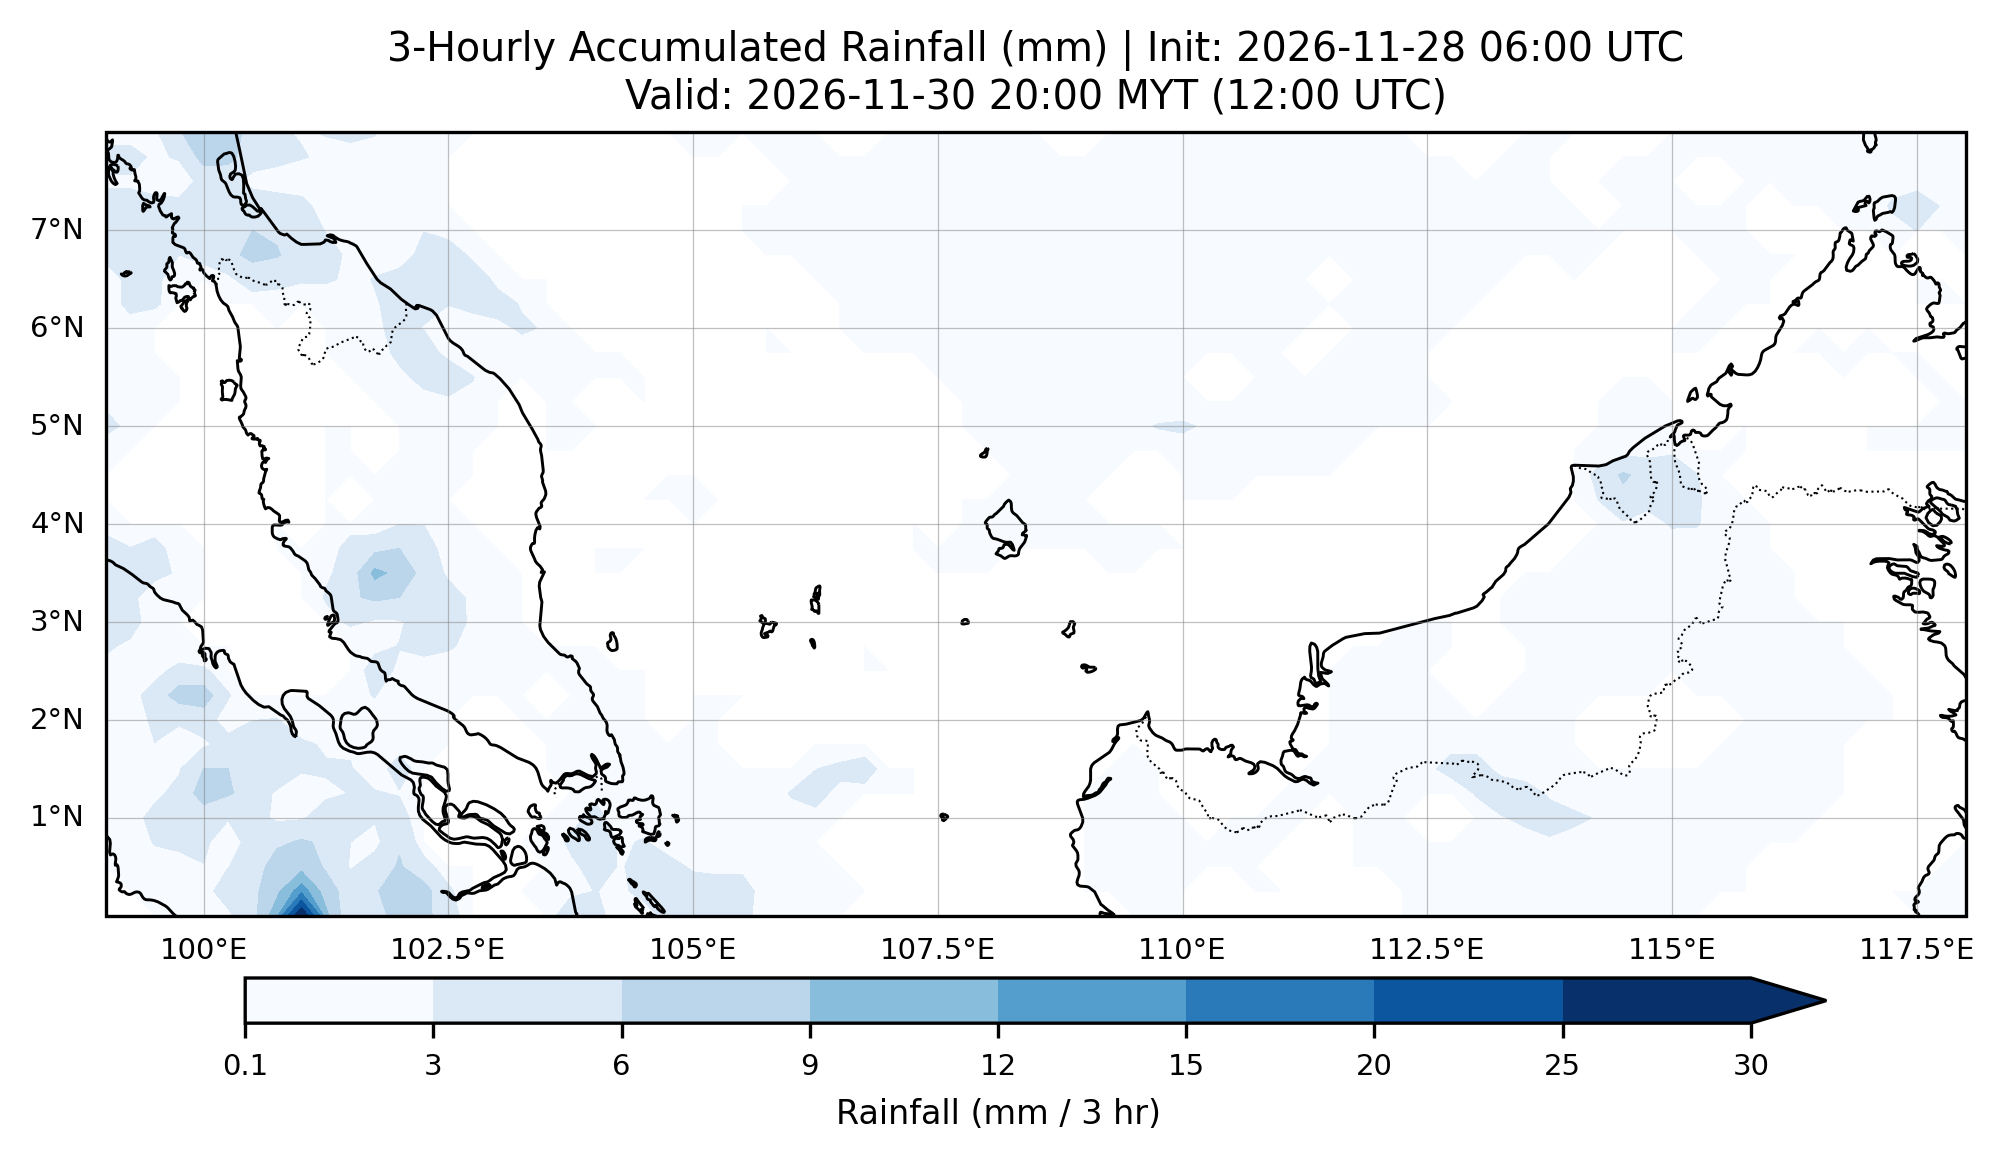 3-Hourly Accumulated Rainfall (mm) | Init: 2026-11-28 06:00 UTC
Valid: 2026-11-30 20:00 MYT (12:00 UTC)
7°N
6°N
5°N
4°N
3°N
2°N
1°N
100°E 102.5°E 105°E 107.5°E 110°E 112.5°E 115°E 117.5°E
0.1 3 6 9 12 15 20 25 30
Rainfall (mm / 3 hr)